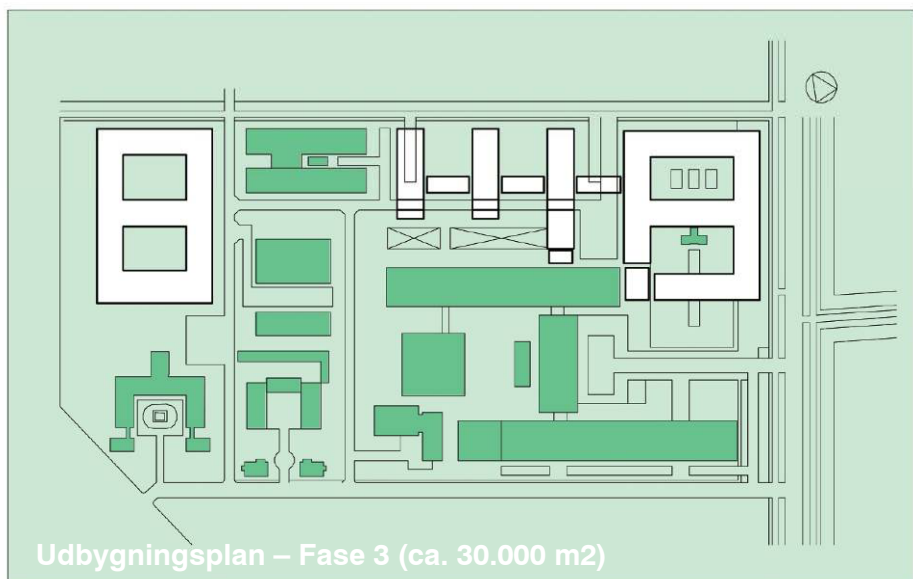 Udbygningsplan – Fase 3 (ca. 30.000 m2)